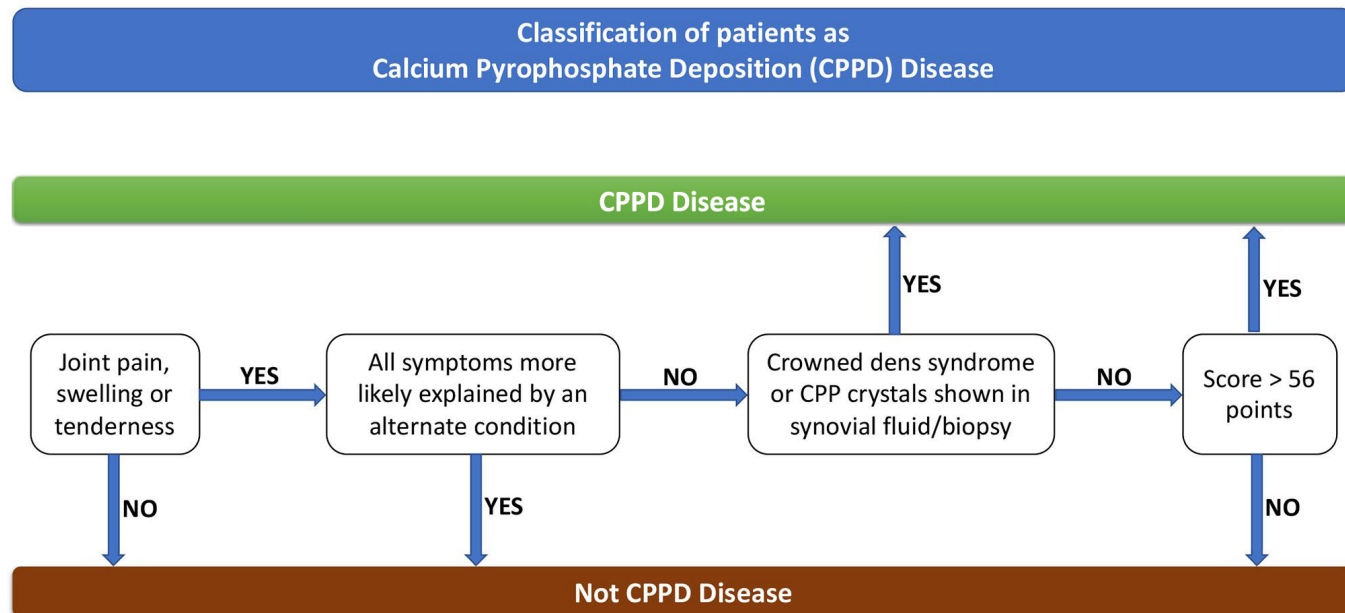 Classification of patients as
Calcium Pyrophosphate Deposition (CPPD) Disease
CPPD Disease
YES
YES
Joint pain,
swelling or
tenderness
YES
All symptoms more
likely explained by an
alternate condition
NO
Crowned dens syndrome
or CPP crystals shown in
synovial fluid/biopsy
NO
Score > 56
points
NO
YES
NO
Not CPPD Disease